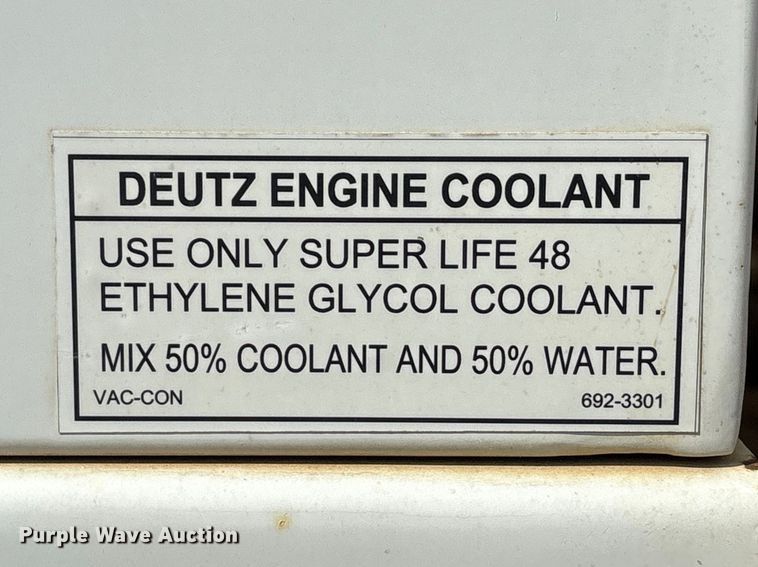 DEUTZ ENGINE COOLANT
USE ONLY SUPER LIFE 48
ETHYLENE GLYCOL COOLANT.
MIX 50% COOLANT AND 50% WATER.
VAC-CON 692-3301
Purple Wave Auction